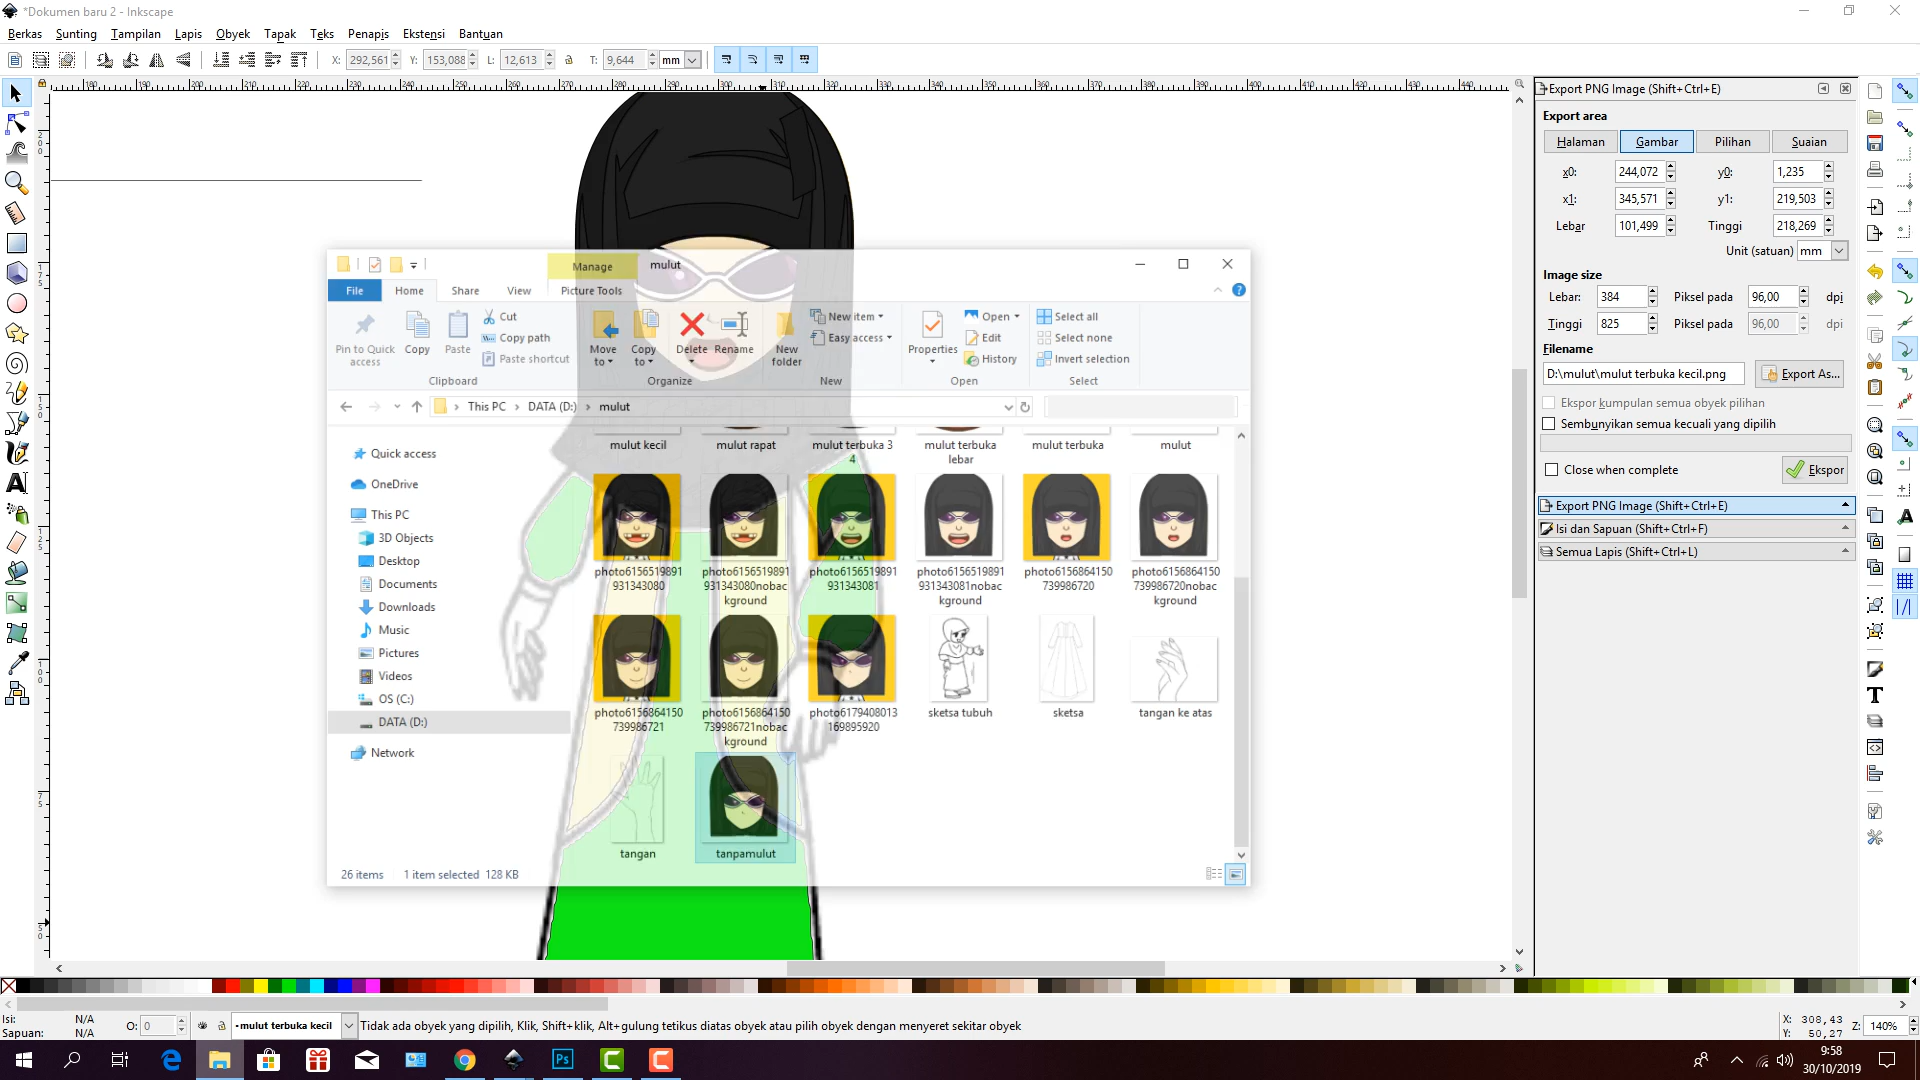 *Dokumen baru 2 - Inkscape
Berkas Sunting Tampilan Lapis Obyek Tapak Teks Penapis Ekstensi Bantuan
X: 292,561 Y: 153,088 L: 12,613 T: 9,644 mm
Export PNG Image (Shift+Ctrl+E)
Export area
Halaman Gambar Pilihan Suaian
x0: 244,072 y0: 1,235
x1: 345,571 y1: 219,503
Lebar 101,499 Tinggi 218,269
Unit (satuan) mm
Image size
Lebar: 384 Piksel pada 96,00 dpi
Tinggi 825 Piksel pada 96,00 dpi
Filename
D:\mulut\mulut terbuka kecil.png Export As...
Ekspor kumpulan semua obyek pilihan
Sembunyikan semua kecuali yang dipilih
Close when complete Ekspor
Export PNG Image (Shift+Ctrl+E)
Isi dan Sapuan (Shift+Ctrl+F)
Semua Lapis (Shift+Ctrl+L)
Manage mulut
File Home Share View Picture Tools
Pin to Quick access
Copy
Paste
Cut
Copy path
Paste shortcut
Clipboard
Move to
Copy to
Delete
Rename
Organize
New folder
New item
Easy access
New
Properties
Open
Edit
History
Open
Select all
Select none
Invert selection
Select
This PC DATA (D:) mulut
Quick access
OneDrive
This PC
3D Objects
Desktop
Documents
Downloads
Music
Pictures
Videos
OS (C:)
DATA (D:)
Network
mulut kecil
mulut rapat
mulut terbuka 3
4
mulut terbuka
lebar
mulut terbuka
mulut
photo6156519891
931343080
photo6156519891
931343080nobac
kground
photo6156519891
931343081
photo6156519891
931343081nobac
kground
photo6156864150
739986720
photo6156864150
739986720nobac
kground
photo6156864150
739986721
photo6156864150
739986721nobac
kground
photo6179408013
169895920
sketsa tubuh
sketsa
tangan ke atas
tangan
tanpamulut
26 items 1 item selected 128 KB
Isi: N/A
Sapuan: N/A
O: 0
•mulut terbuka kecil
Tidak ada obyek yang dipilih, Klik, Shift+klik, Alt+gulung tetikus diatas obyek atau pilih obyek dengan menyeret sekitar obyek
X: 308,43
Y: 50,27
Z: 140%
9:58
30/10/2019